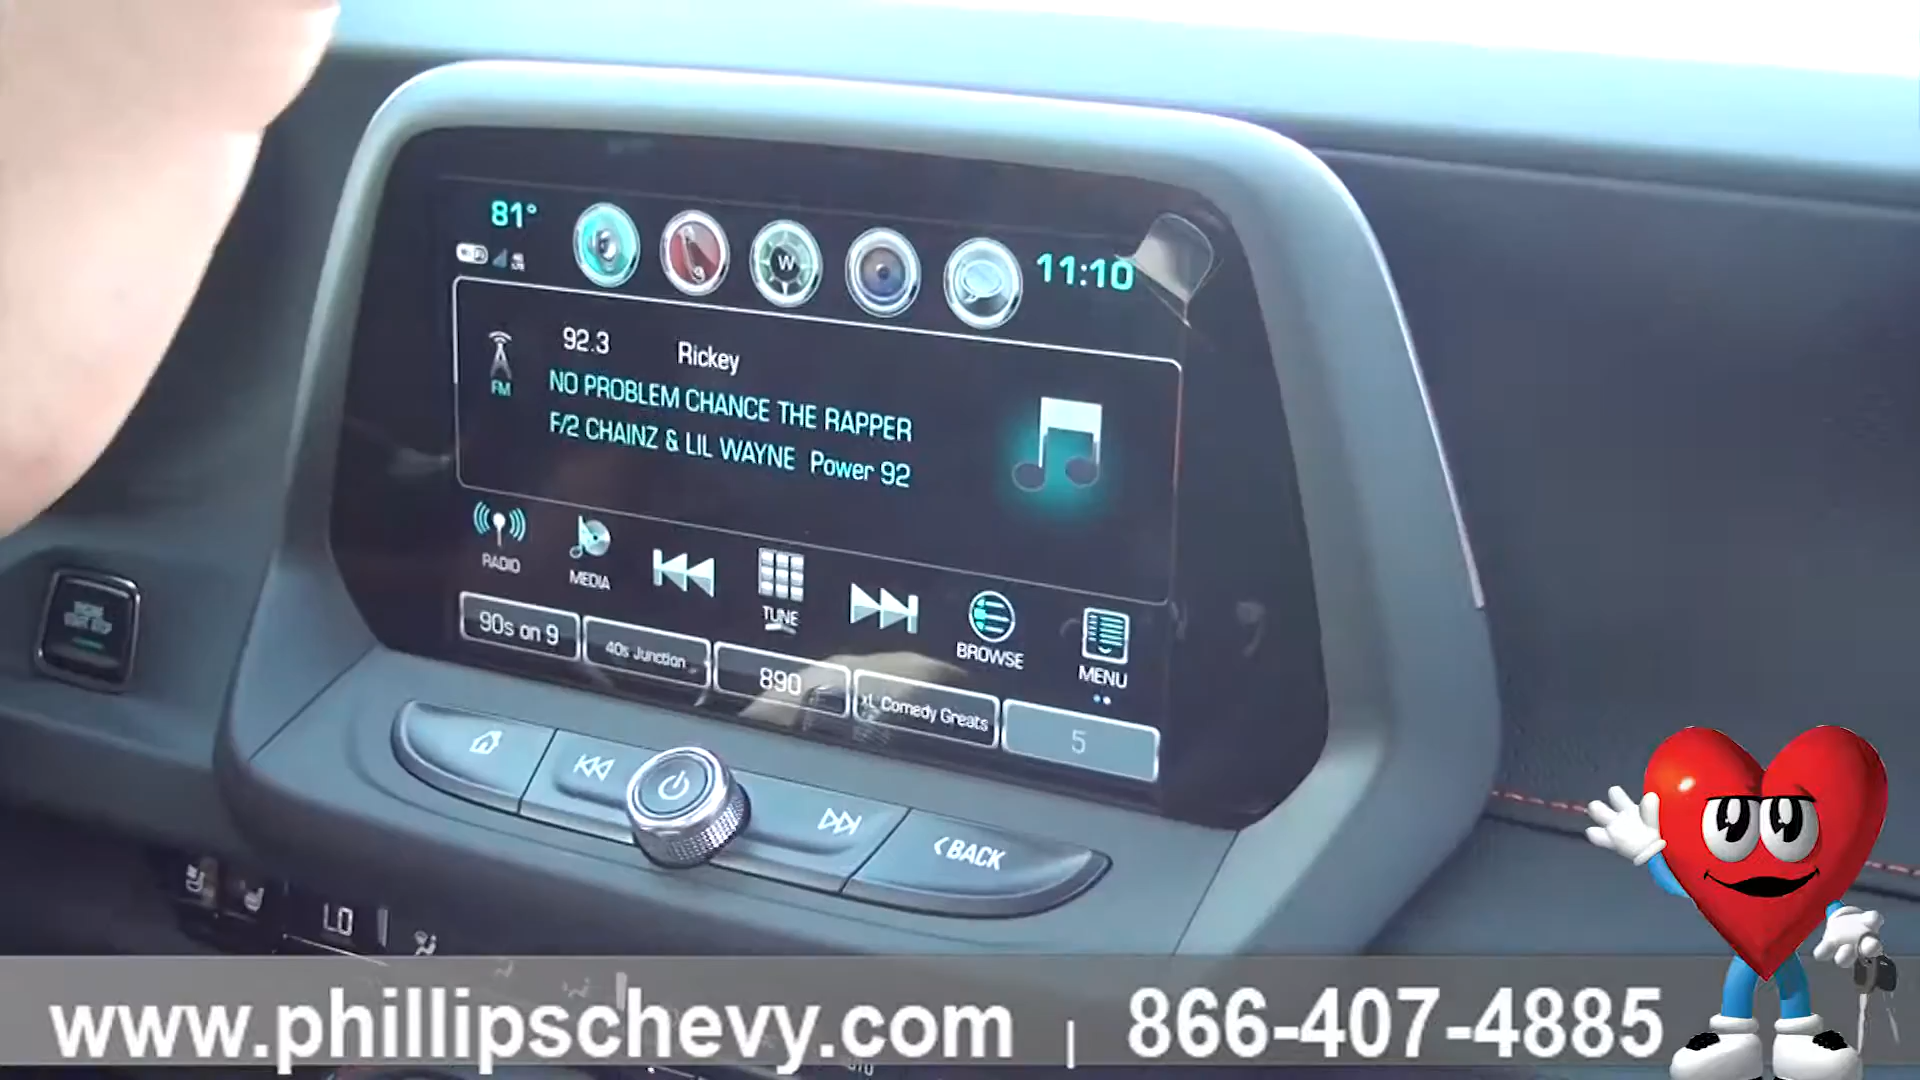 81°
W
11:10
92.3 Rickey
FM
NO PROBLEM CHANCE THE RAPPER
F/2 CHAINZ & LIL WAYNE Power 92
RADIO
MEDIA
TUNE
BROWSE
MENU
90s on 9
40s Junction
890
XL Comedy Greats
5
BACK
LO
www.phillipschevy.com | 866-407-4885